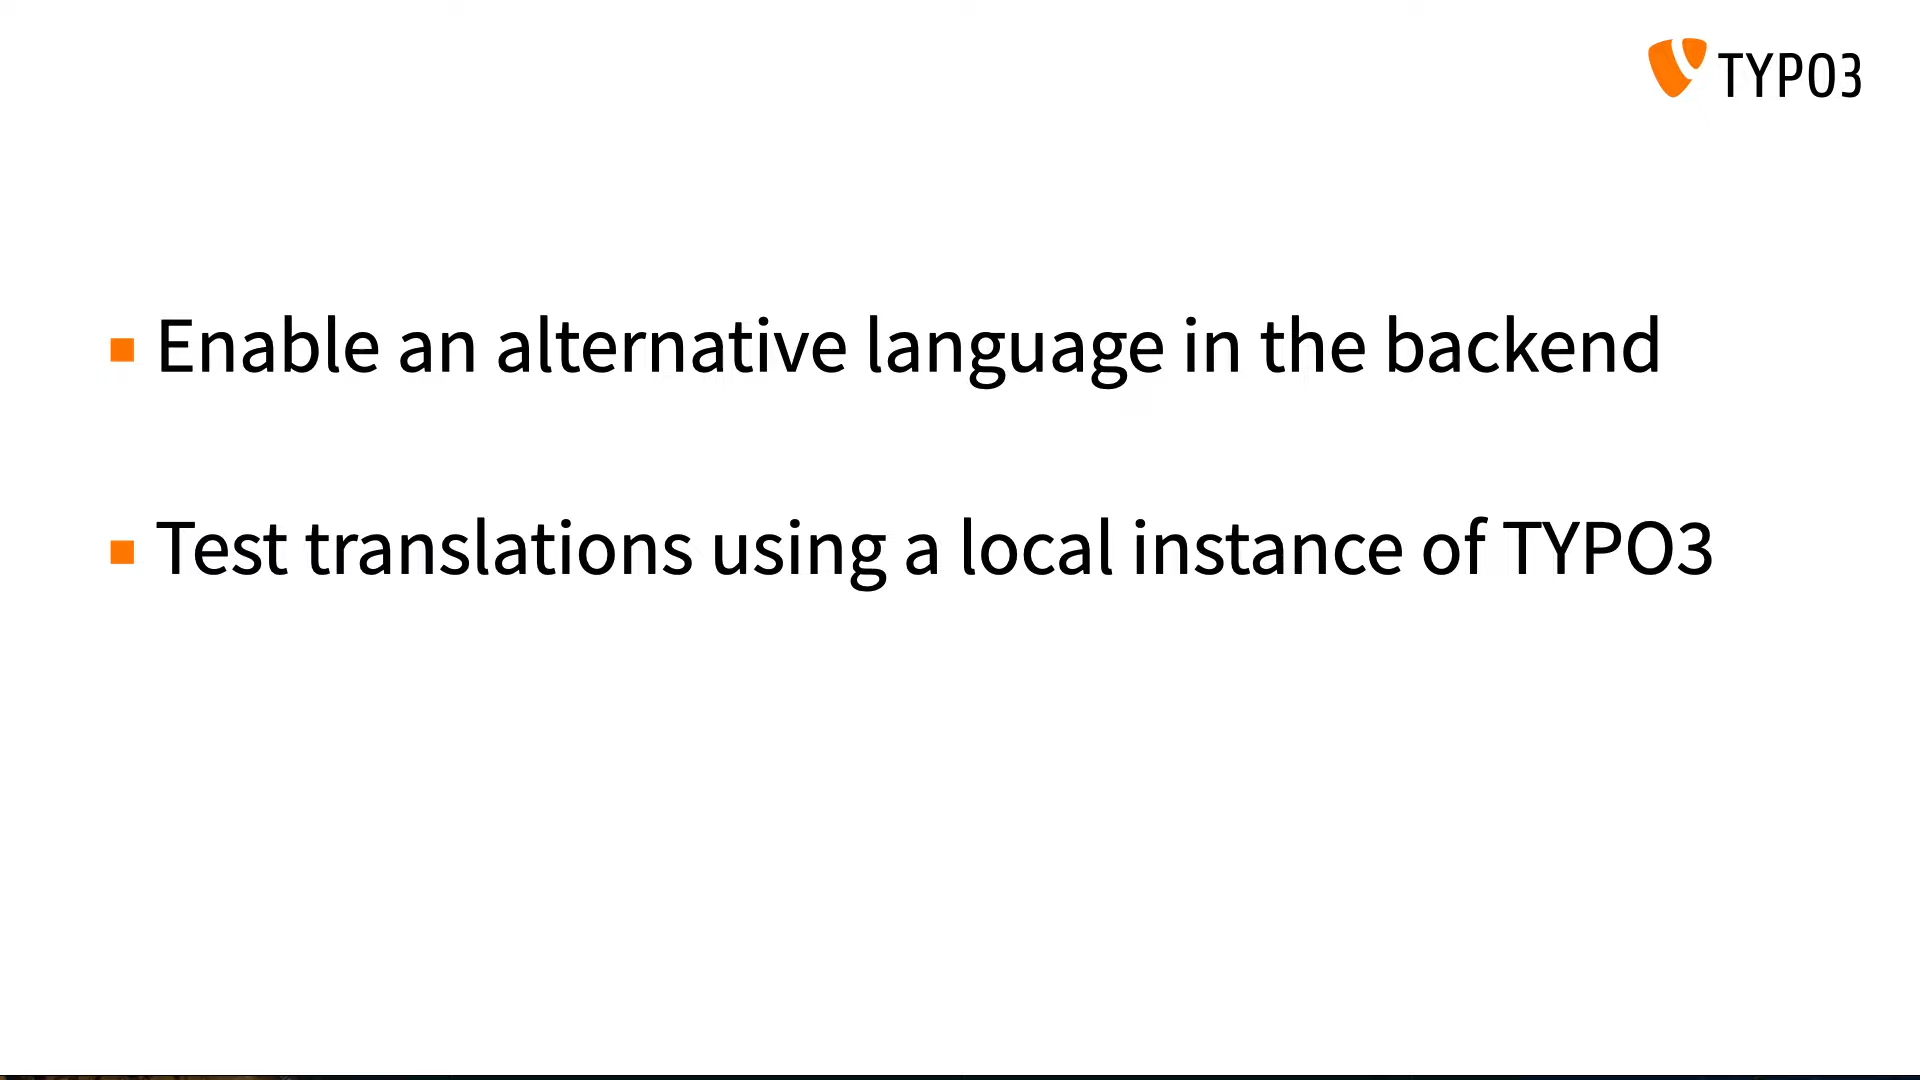 TYPO3
Enable an alternative language in the backend
Test translations using a local instance of TYPO3